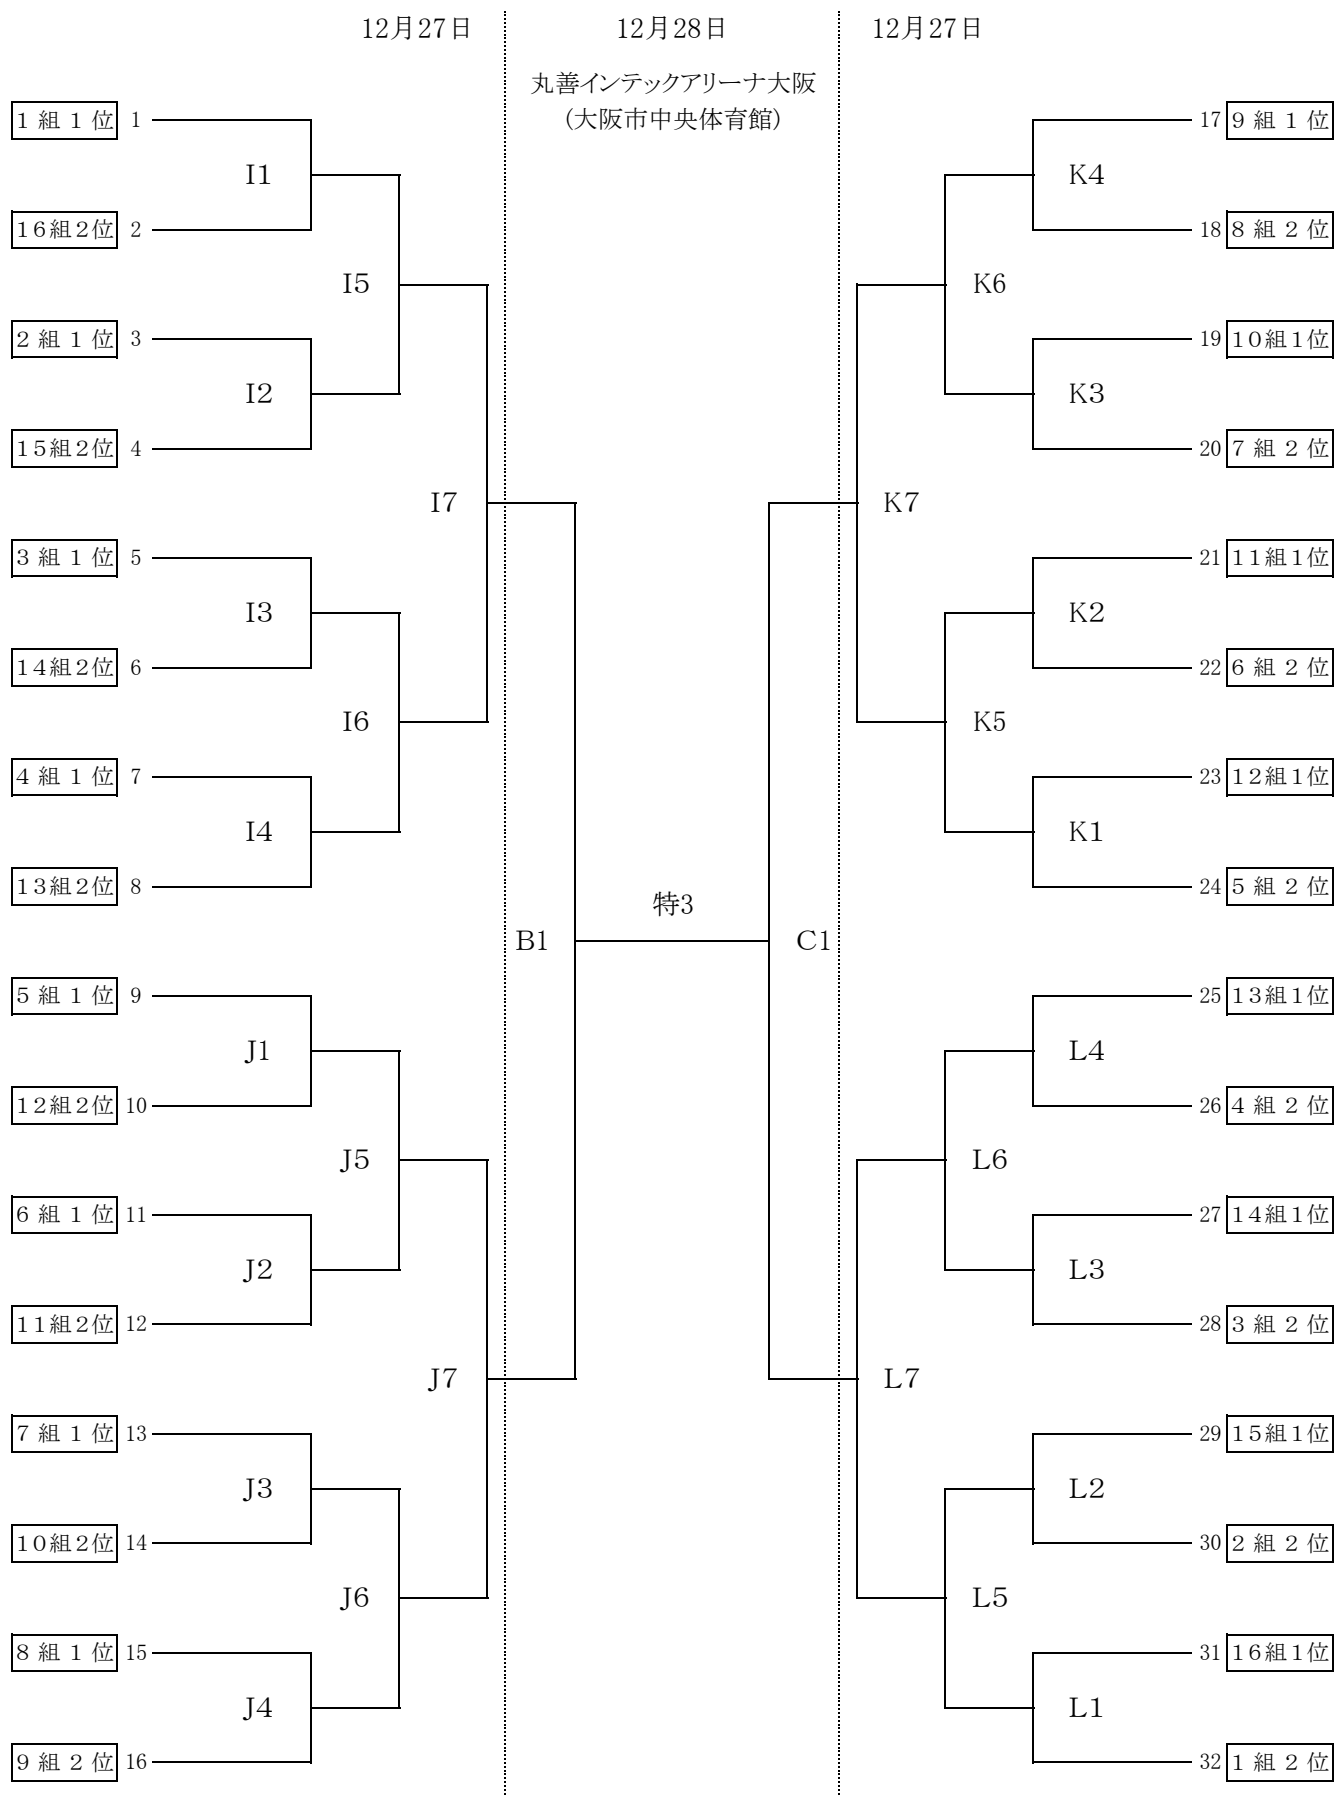 12月27日 12月28日 12月27日
丸善インテックアリーナ大阪
(大阪市中央体育館)
1組1位 1 17 9組1位
I1 K4
16組2位 2 18 8組2位
I5 K6
2組1位 3 19 10組1位
I2 K3
15組2位 4 20 7組2位
I7 K7
3組1位 5 21 11組1位
I3 K2
14組2位 6 22 6組2位
I6 K5
4組1位 7 23 12組1位
I4 K1
13組2位 8 24 5組2位
特3
B1 C1
5組1位 9 25 13組1位
J1 L4
12組2位 10 26 4組2位
J5 L6
6組1位 11 27 14組1位
J2 L3
11組2位 12 28 3組2位
J7 L7
7組1位 13 29 15組1位
J3 L2
10組2位 14 30 2組2位
J6 L5
8組1位 15 31 16組1位
J4 L1
9組2位 16 32 1組2位